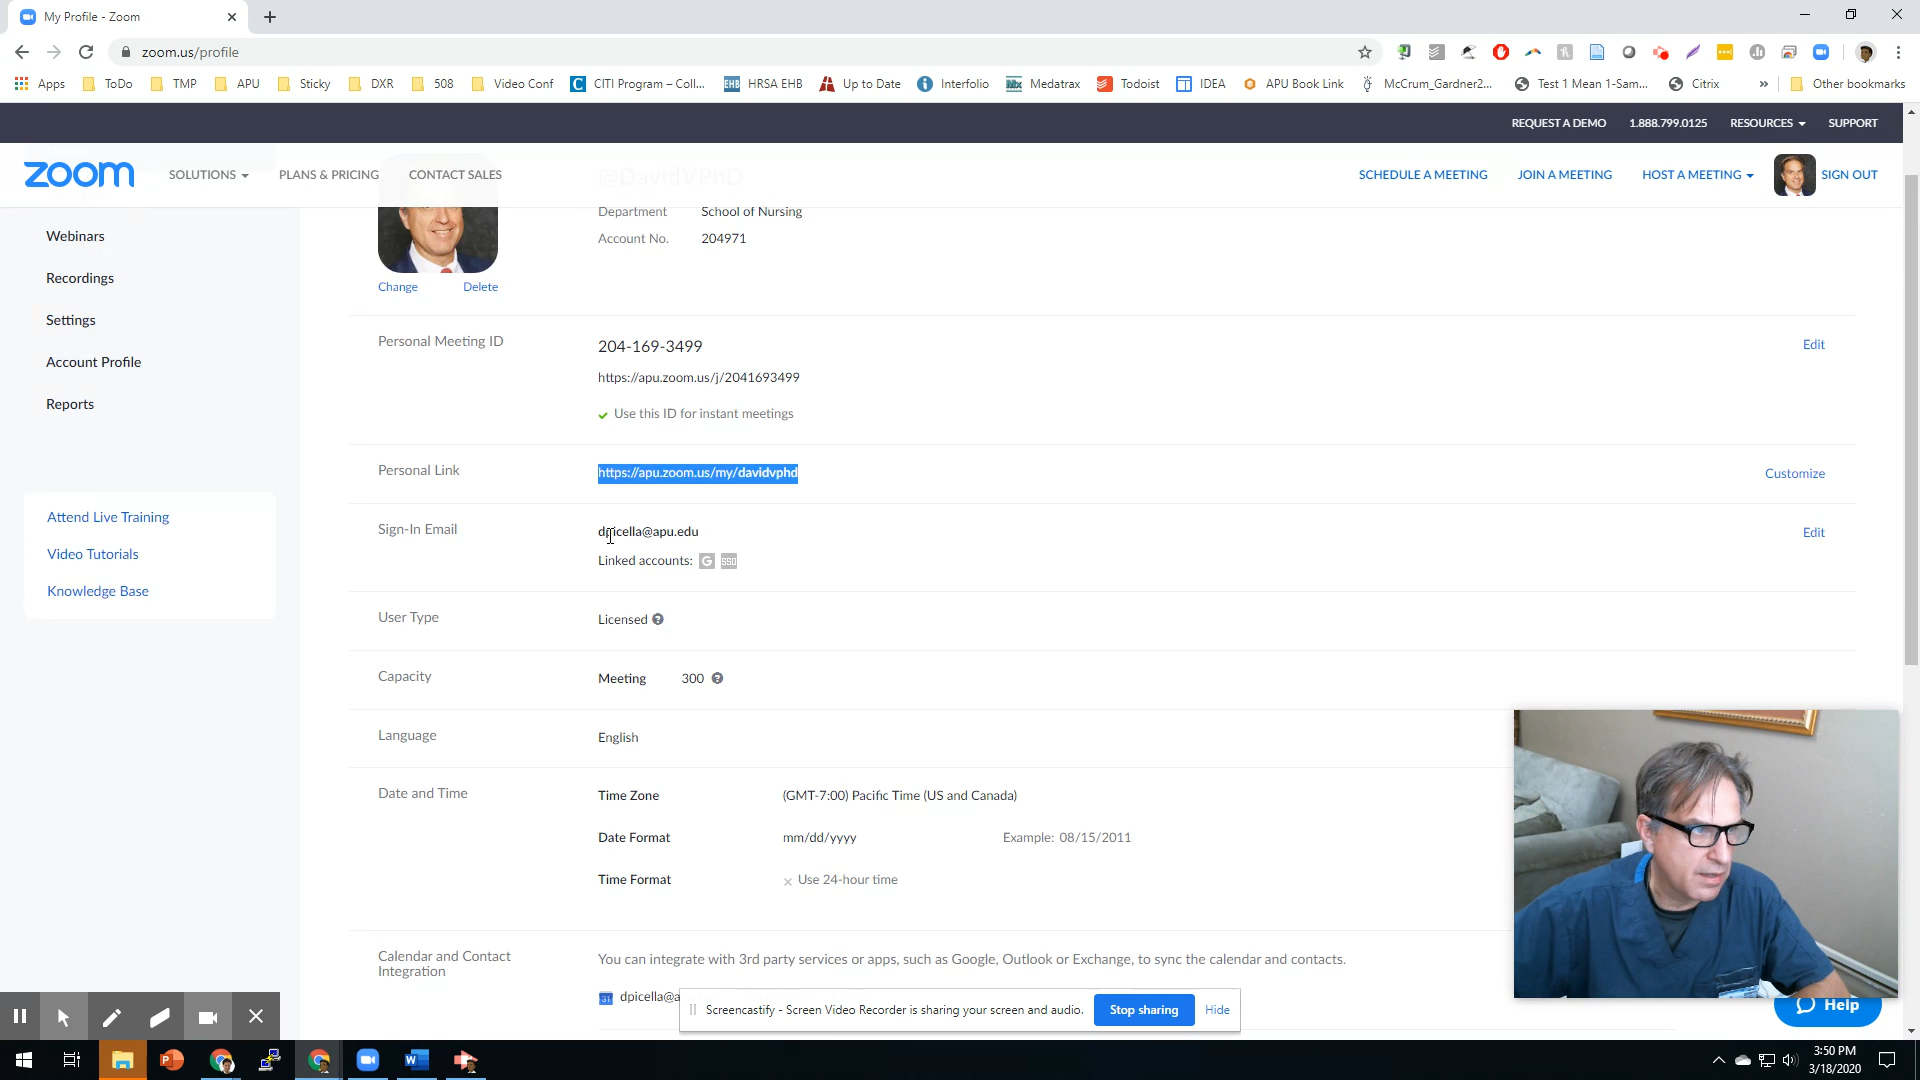 My Profile - Zoom
zoom.us/profile
Apps ToDo TMP APU Sticky DXR 508 Video Conf CITI Program – Coll... HRSA EHB Up to Date Interfolio Medatrax Todoist IDEA APU Book Link McCrum_Gardner2... Test 1 Mean 1-Sam... Citrix » Other bookmarks
REQUEST A DEMO 1.888.799.0125 RESOURCES SUPPORT
zoom SOLUTIONS PLANS & PRICING CONTACT SALES @DavidVPhD SCHEDULE A MEETING JOIN A MEETING HOST A MEETING SIGN OUT
Department School of Nursing
Webinars
Account No. 204971
Recordings
Change Delete
Settings
Personal Meeting ID 204-169-3499 Edit
Account Profile
https://apu.zoom.us/j/2041693499
Reports
Use this ID for instant meetings
Personal Link https://apu.zoom.us/my/davidvphd Customize
Attend Live Training
Sign-In Email dpicella@apu.edu Edit
Video Tutorials
Linked accounts: G SSO
Knowledge Base
User Type Licensed
Capacity Meeting 300
Language English
Date and Time Time Zone (GMT-7:00) Pacific Time (US and Canada)
Date Format mm/dd/yyyy Example: 08/15/2011
Time Format Use 24-hour time
Calendar and Contact Integration You can integrate with 3rd party services or apps, such as Google, Outlook or Exchange, to sync the calendar and contacts.
31 dpicella@a
Screencastify - Screen Video Recorder is sharing your screen and audio. Stop sharing Hide
Help
3:50 PM
3/18/2020